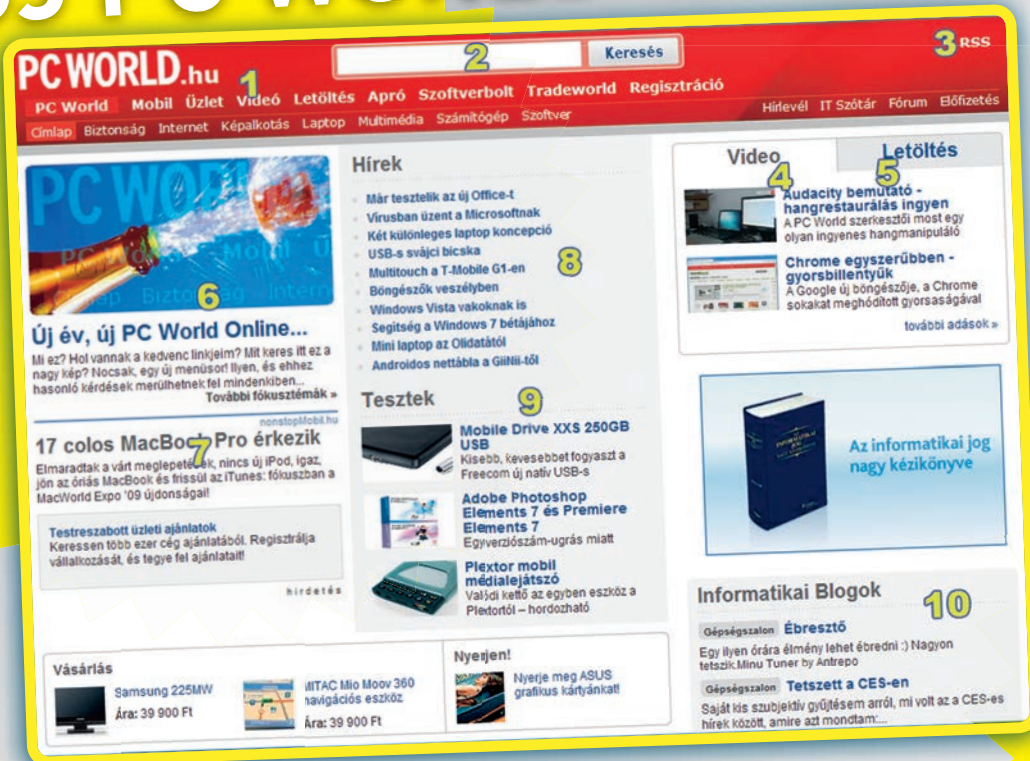 PC WORLD
PC WORLD.hu
1
2
Keresés
3
RSS
PC World Mobil Üzlet Videó Letöltés Apró Szoftverbolt Tradeworld Regisztráció
Címlap Biztonság Internet Képalkotás Laptop Multimédia Számítógép Szoftver
Hírlevél IT Szótár Fórum Előfizetés
PC WO
6
Új év, új PC World Online...
Mi ez? Hol vannak a kedvenc linkjeim? Mit keres itt ez a
nagy kép? Nocsak, egy új menüsor! Ilyen, és ehhez
hasonló kérdések merülhetnek fel mindenkiben...
További fókusztémák »
nonstopMobil.hu
17 colos MacBook Pro érkezik
7
Elmaradtak a várt meglepetések, nincs új iPod, igaz,
jön az óriás MacBook és frissül az iTunes: fókuszban a
MacWorld Expo '09 újdonságai!
Testreszabott üzleti ajánlatok
Keressen több ezer cég ajánlatából. Regisztrálja
vállalkozását, és tegye fel ajánlatait!
hirdetés
Hírek
Már tesztelik az új Office-t
Virusban üzent a Microsoftnak
Két különleges laptop koncepció
USB-s svájci bicska
Multitouch a T-Mobile G1-en
Böngészők veszélyben
Windows Vista vakoknak is
Segítség a Windows 7 bétájához
Mini laptop az Olidatától
Androidos nettábla a GiiNii-től
8
Tesztek
9
Mobile Drive XXS 250GB
USB
Kisebb, kevesebbet fogyaszt a
Freecom új natív USB-s
Adobe Photoshop
Elements 7 és Premiere
Elements 7
Egyverziószám-ugrás miatt
Plextor mobil
médialejátszó
Valódi kettő az egyben eszköz a
Plextortól – hordozható
Video
4
Letöltés
5
Audacity bemutató -
hangrestaurálás ingyen
A PC World szerkesztői most egy
olyan ingyenes hangmanipuláló
Chrome egyszerűbben -
gyorsbillentyűk
A Google új böngészője, a Chrome
sokakat meghódított gyorsaságával
további adások »
AZ INFORMATIKAI JOG
Az informatikai jog
nagy kézikönyve
Informatikai Blogok
10
Gépségszalon Ébresztő
Egy ilyen órára élmény lehet ébredni :) Nagyon
tetszik.Minu Tuner by Antrepo
Gépségszalon Tetszett a CES-en
Saját kis szubjektív gyűjtésem arról, mi volt az a CES-es
hírek között, amire azt mondtam:...
Vásárlás
Samsung 225MW
Ára: 39 900 Ft
MITAC Mio Moov 360
navigációs eszköz
Ára: 39 900 Ft
Nyerjen!
Nyerje meg ASUS
grafikus kártyánkat!